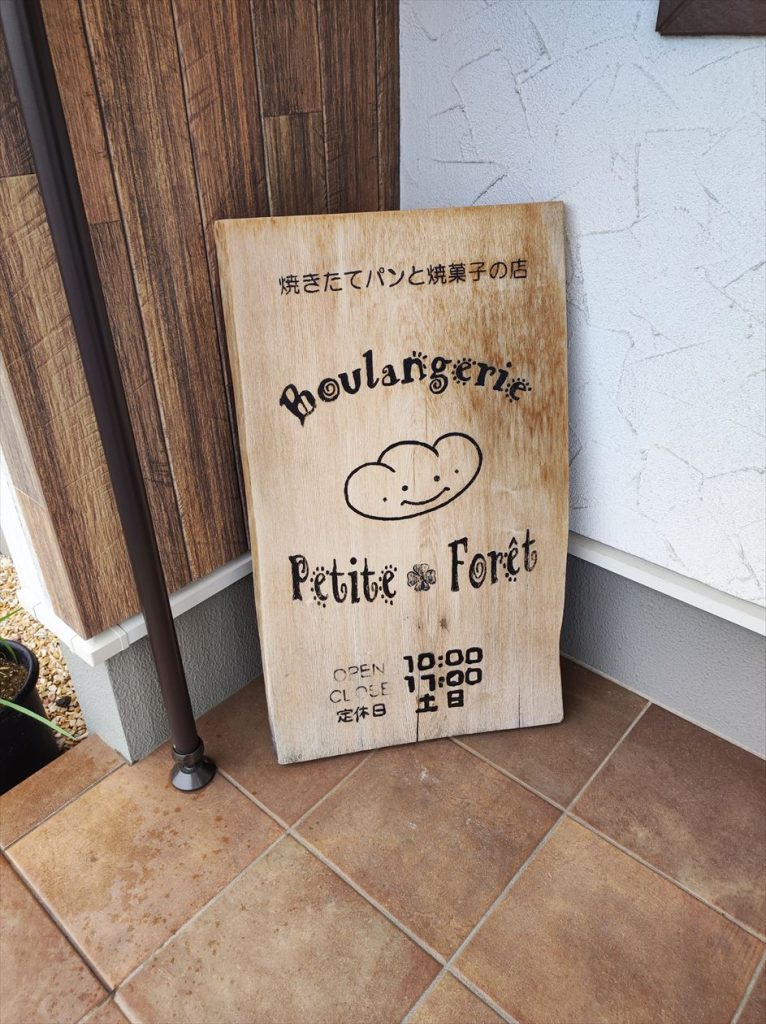 焼きたてパンと焼菓子の店
Boulangerie
Petite Forêt
OPEN 10:00
CLOSE 17:00
定休日 土日